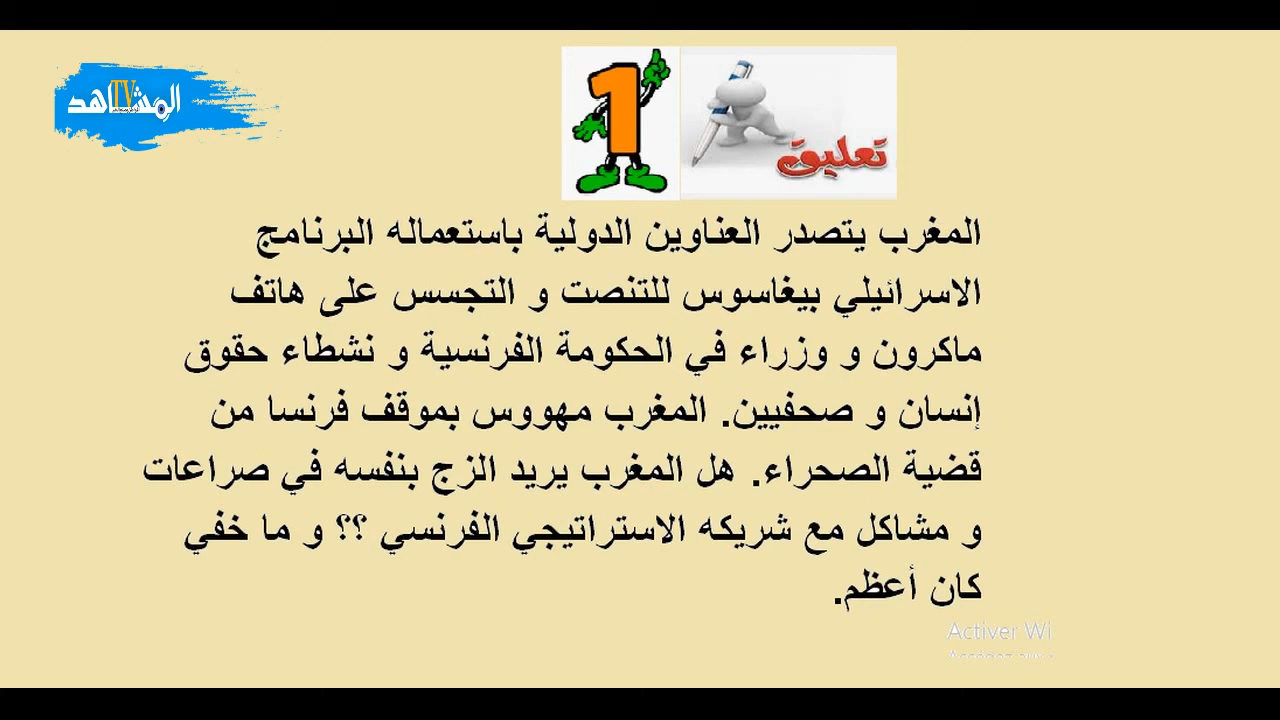 المشاهد TV
1
تعليق
المغرب يتصدر العناوين الدولية باستعماله البرنامج
الاسرائيلي بيغاسوس للتنصت و التجسس على هاتف
ماكرون و وزراء في الحكومة الفرنسية و نشطاء حقوق
إنسان و صحفيين. المغرب مهووس بموقف فرنسا من
قضية الصحراء. هل المغرب يريد الزج بنفسه في صراعات
و مشاكل مع شريكه الاستراتيجي الفرنسي ؟؟ و ما خفي
كان أعظم.
Activer Wi